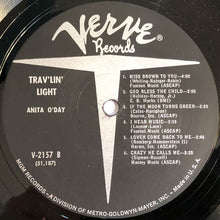 Verve
Records
TRAV'LIN'
LIGHT
ANITA O'DAY
V-2157 B
(51,187)
1. MISS BROWN TO YOU
(Whiting-Rainger-Robin)
Famous Music (ASCAP)
2. GOD BLESS THE CHILD
(Holiday-Herzog, Jr.)
E. B. Marks (BMI)
3. IF THE MOON TURNS GREEN
(Cates-Hanighan)
Bourne, Inc. (ASCAP)
4. I HEAR MUSIC
(Loesser-Lane)
Famous Music (ASCAP)
5. LOVER COME BACK TO ME
(Romberg-Hammerstein II)
Harms, Inc. (ASCAP)
6. CRAZY HE CALLS ME
(Sigman-Russell)
Massey Music (ASCAP)
MGM RECORDS-A DIVISION OF METRO-GOLDWYN-MAYER, INC.
MADE IN U.S.A.